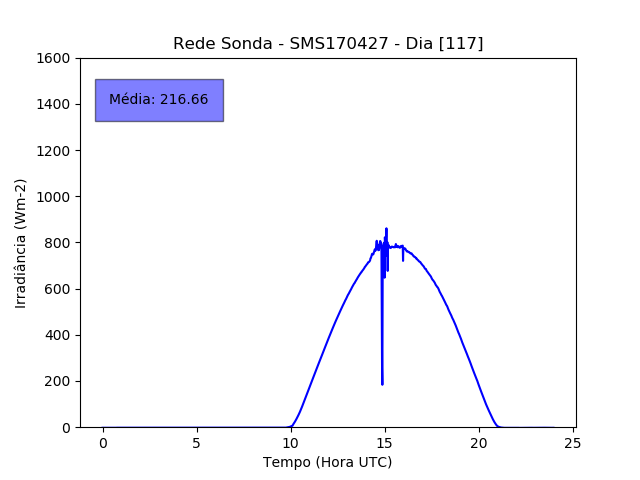 Rede Sonda - SMS170427 - Dia [117]
1600
1400
1200
1000
800
600
400
200
0
Média: 216.66
Irradiância (Wm-2)
0 5 10 15 20 25
Tempo (Hora UTC)